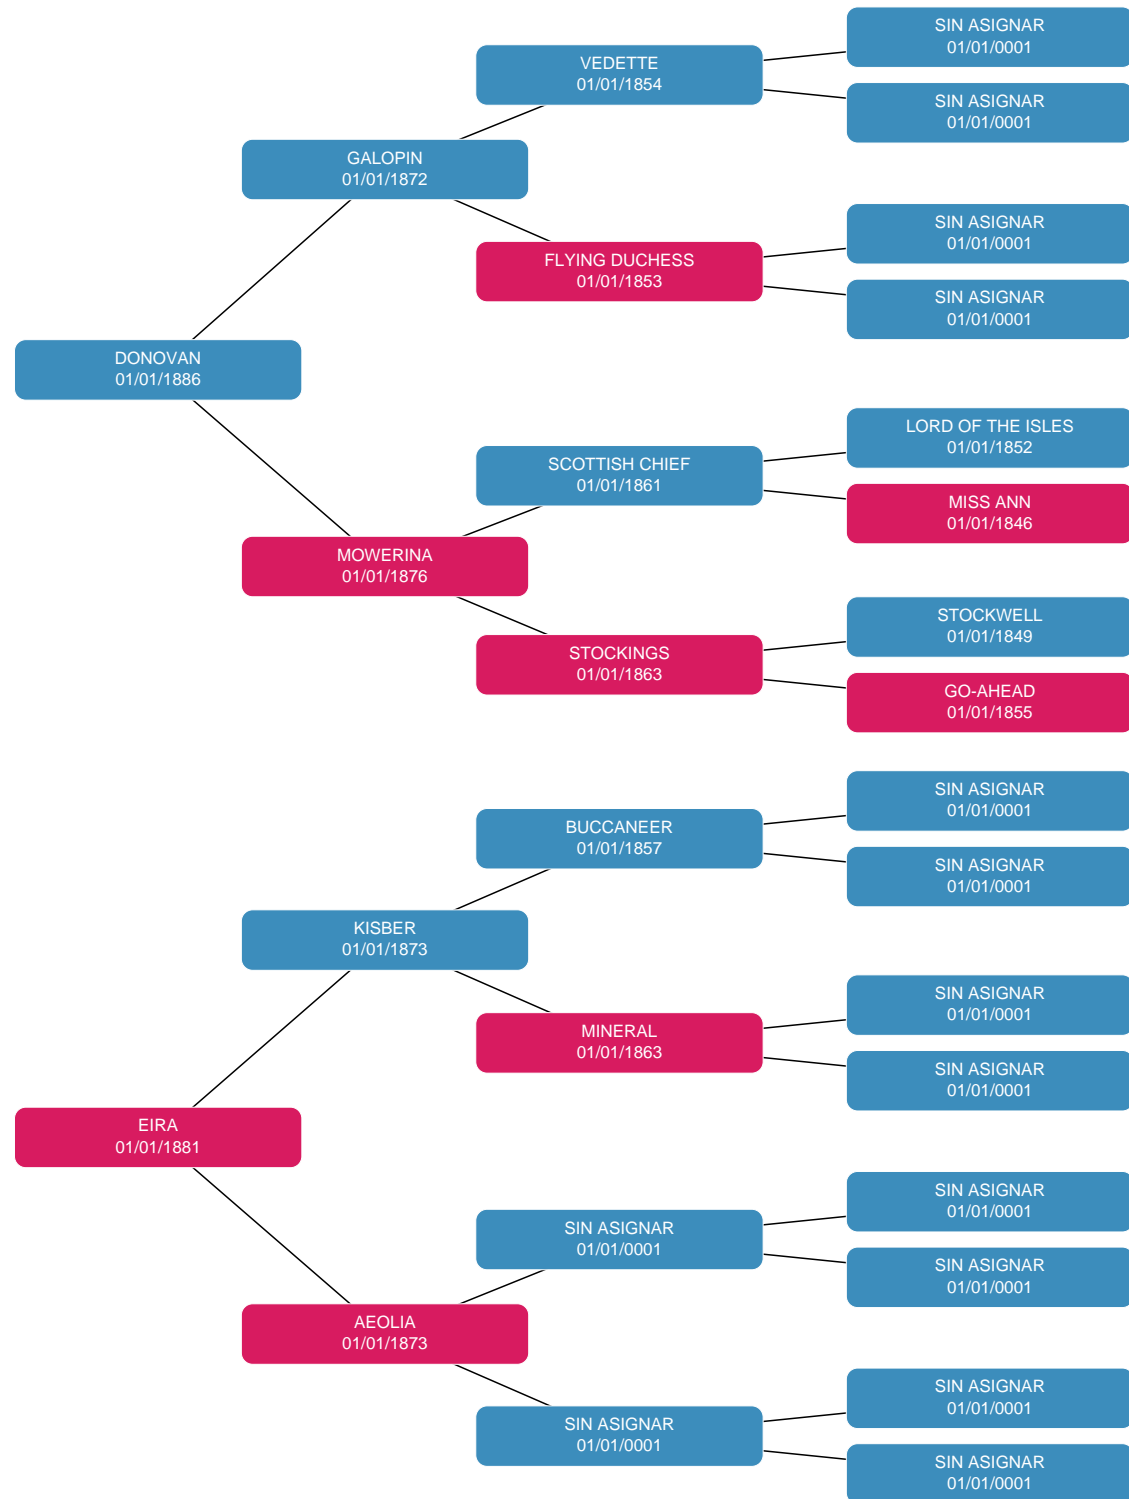 SIN ASIGNAR
01/01/0001
VEDETTE
01/01/1854
SIN ASIGNAR
01/01/0001
GALOPIN
01/01/1872
SIN ASIGNAR
01/01/0001
FLYING DUCHESS
01/01/1853
SIN ASIGNAR
01/01/0001
DONOVAN
01/01/1886
LORD OF THE ISLES
01/01/1852
SCOTTISH CHIEF
01/01/1861
MISS ANN
01/01/1846
MOWERINA
01/01/1876
STOCKWELL
01/01/1849
STOCKINGS
01/01/1863
GO-AHEAD
01/01/1855
SIN ASIGNAR
01/01/0001
BUCCANEER
01/01/1857
SIN ASIGNAR
01/01/0001
KISBER
01/01/1873
SIN ASIGNAR
01/01/0001
MINERAL
01/01/1863
SIN ASIGNAR
01/01/0001
EIRA
01/01/1881
SIN ASIGNAR
01/01/0001
SIN ASIGNAR
01/01/0001
SIN ASIGNAR
01/01/0001
AEOLIA
01/01/1873
SIN ASIGNAR
01/01/0001
SIN ASIGNAR
01/01/0001
SIN ASIGNAR
01/01/0001